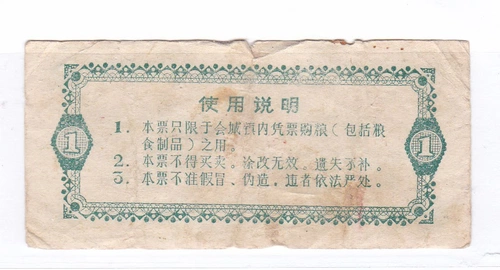 使用说明
1. 本票只限于会城镇内凭票购粮（包括粮
食制品）之用。
2. 本票不得买卖。涂改无效。遗失不补。
3. 本票不准假冒、伪造，违者依法严处。
1
1